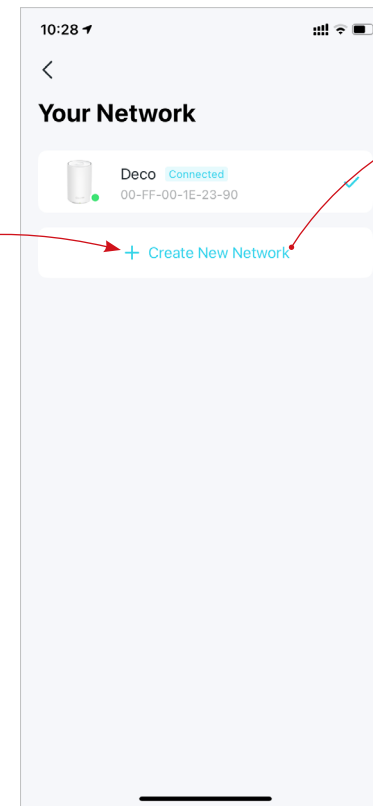 10:28
Your Network
Deco Connected
00-FF-00-1E-23-90
+ Create New Network